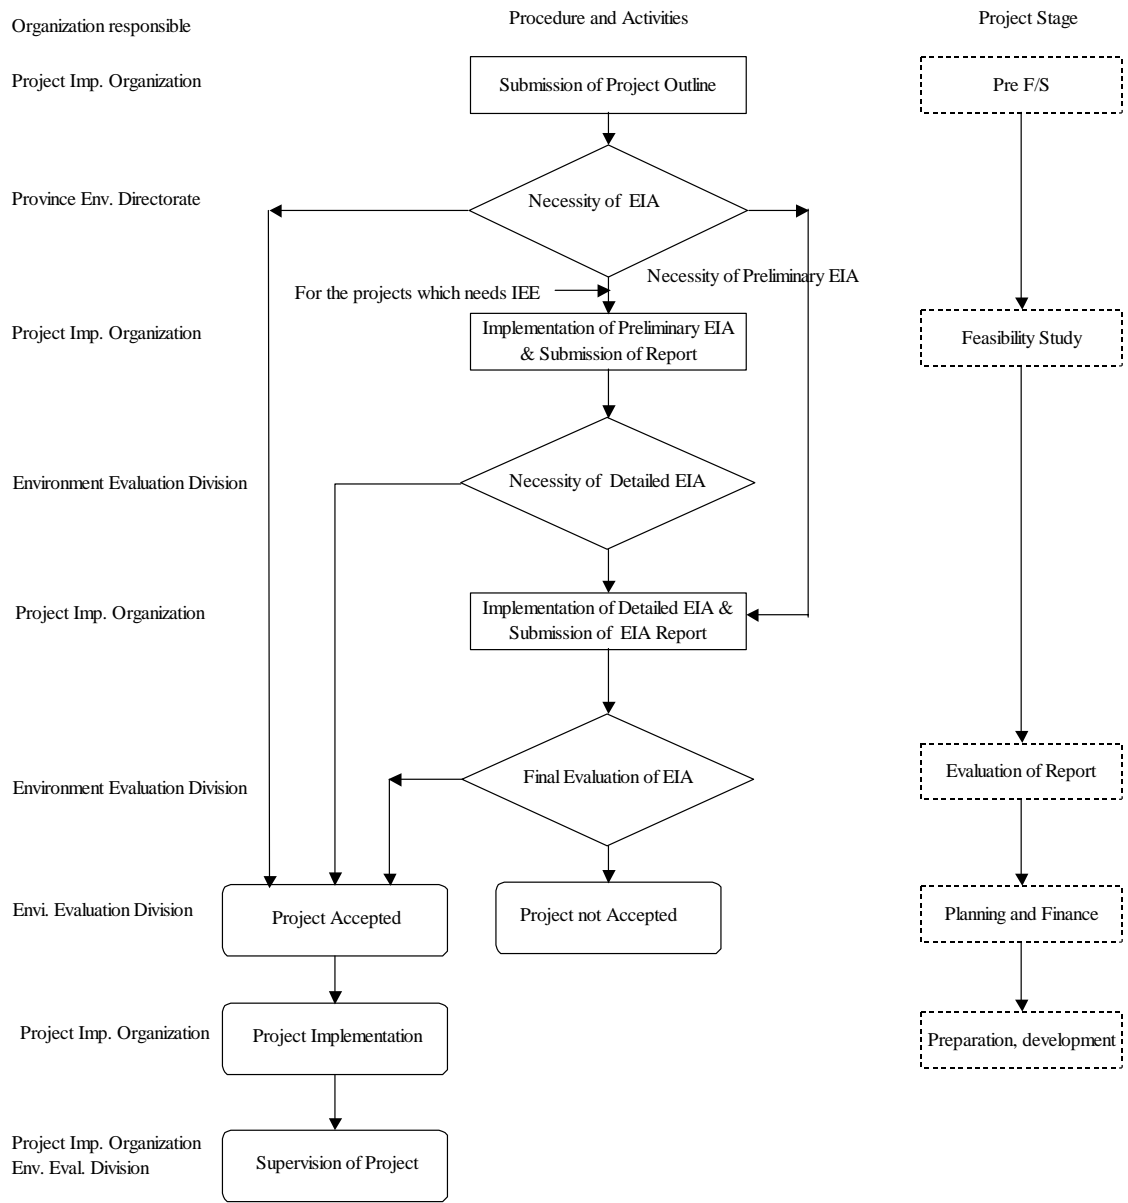 Organization responsible
Procedure and Activities
Project Stage
Project Imp. Organization
Submission of Project Outline
Pre F/S
Province Env. Directorate
Necessity of EIA
Necessity of Preliminary EIA
For the projects which needs IEE
Project Imp. Organization
Implementation of Preliminary EIA
& Submission of Report
Feasibility Study
Environment Evaluation Division
Necessity of Detailed EIA
Project Imp. Organization
Implementation of Detailed EIA &
Submission of EIA Report
Environment Evaluation Division
Final Evaluation of EIA
Evaluation of Report
Envi. Evaluation Division
Project Accepted
Project not Accepted
Planning and Finance
Project Imp. Organization
Project Implementation
Preparation, development
Project Imp. Organization
Env. Eval. Division
Supervision of Project